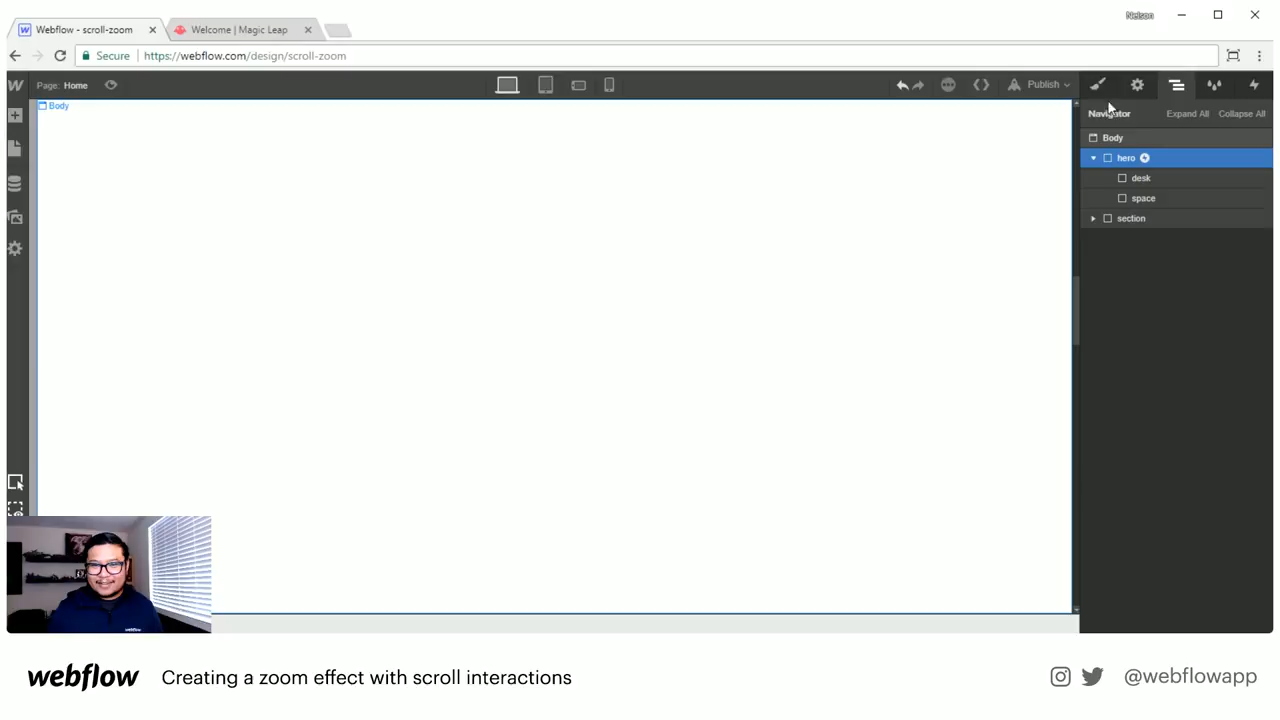 Nelson
Webflow - scroll-zoom
Welcome | Magic Leap
Secure
https://webflow.com/design/scroll-zoom
Page: Home
Publish
Body
Navigator
Expand All
Collapse All
Body
hero
desk
space
section
webflow
Creating a zoom effect with scroll interactions
@webflowapp